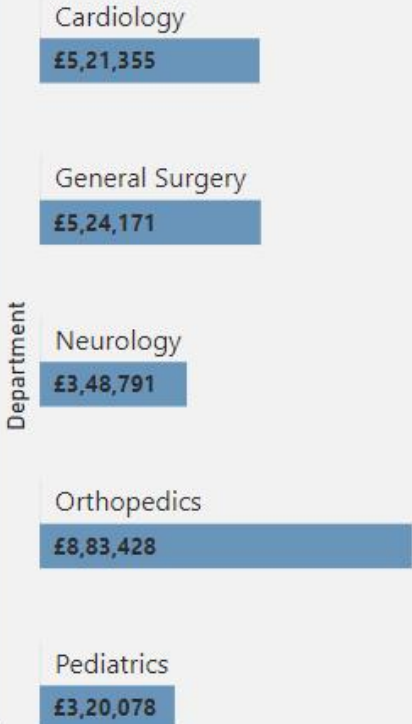 Cardiology
£5,21,355
General Surgery
£5,24,171
Department
Neurology
£3,48,791
Orthopedics
£8,83,428
Pediatrics
£3,20,078